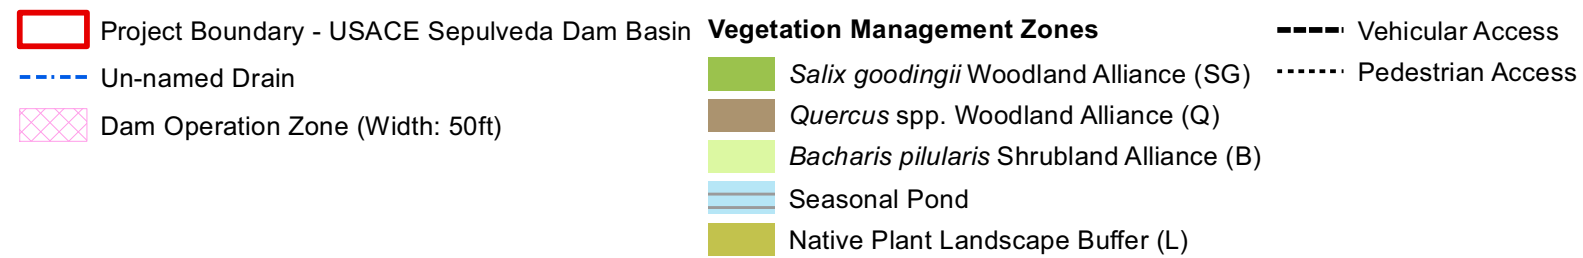 Project Boundary - USACE Sepulveda Dam Basin
Un-named Drain
Dam Operation Zone (Width: 50ft)
Vegetation Management Zones
Salix goodingii Woodland Alliance (SG)
Quercus spp. Woodland Alliance (Q)
Bacharis pilularis Shrubland Alliance (B)
Seasonal Pond
Native Plant Landscape Buffer (L)
Vehicular Access
Pedestrian Access